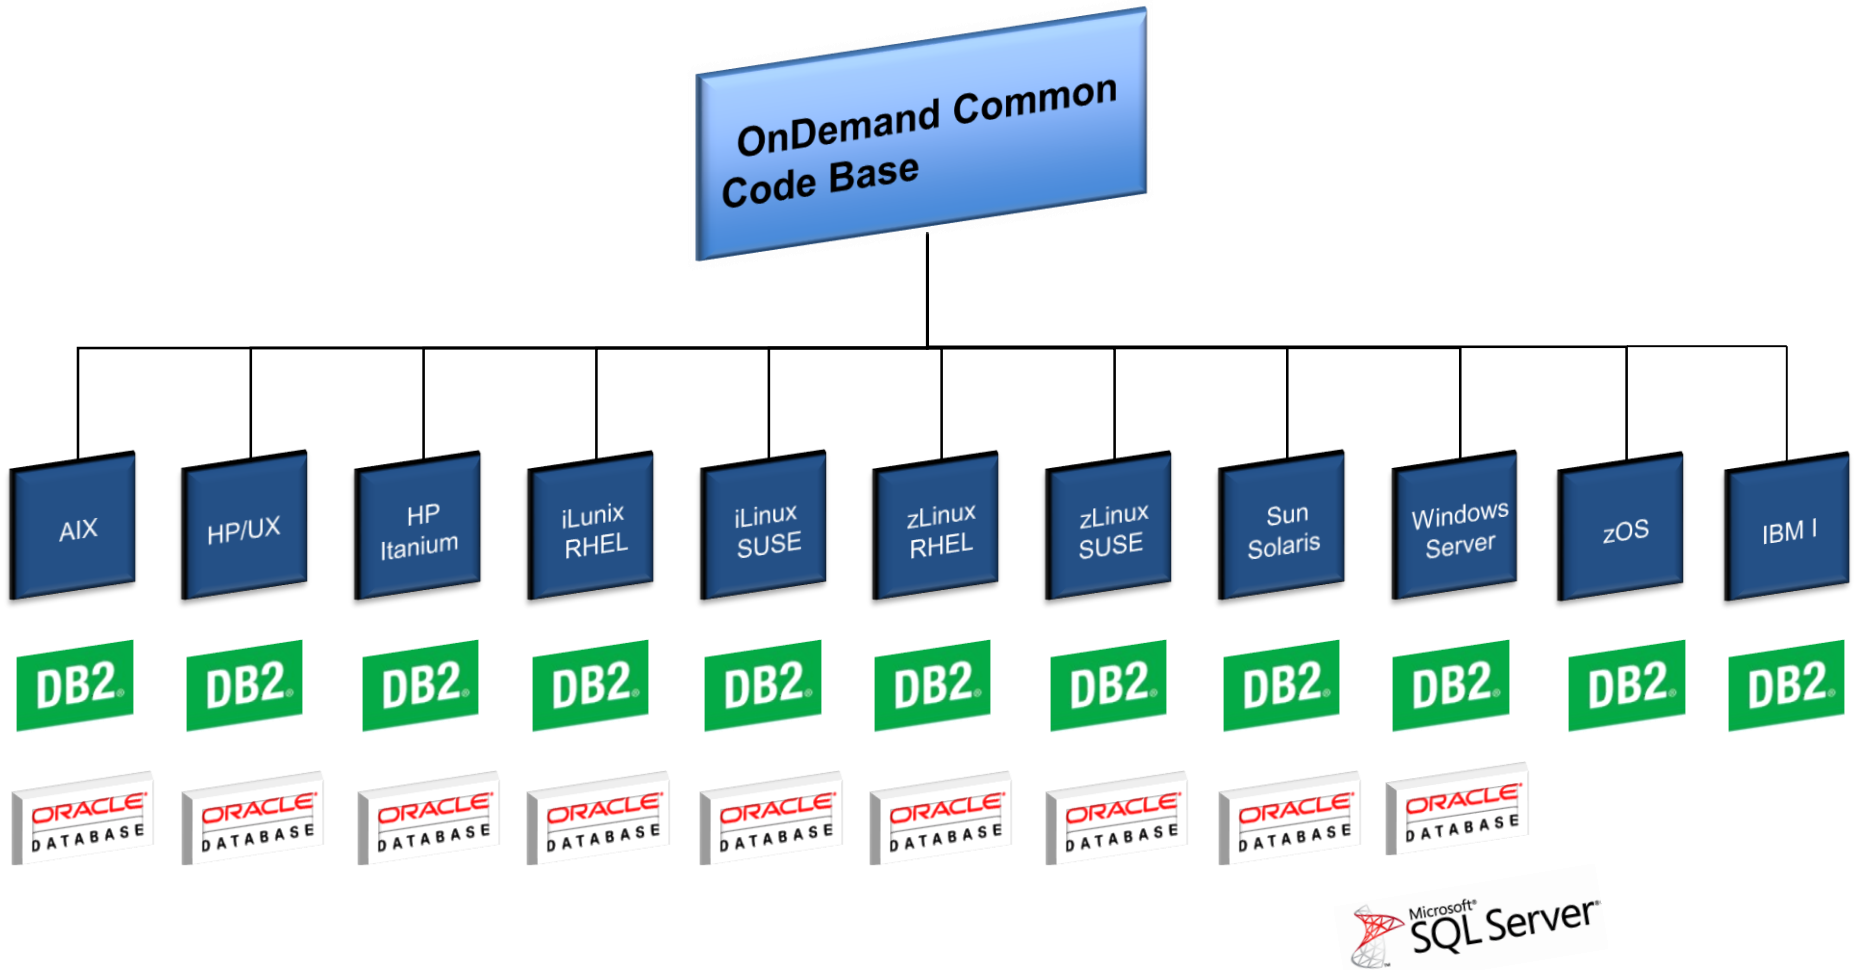 OnDemand Common
Code Base
AIX
HP/UX
HP
Itanium
iLunix
RHEL
iLinux
SUSE
zLinux
RHEL
zLinux
SUSE
Sun
Solaris
Windows
Server
zOS
IBM I
DB2®
DB2®
DB2®
DB2®
DB2®
DB2®
DB2®
DB2®
DB2®
DB2®
DB2®
ORACLE®
DATABASE
ORACLE®
DATABASE
ORACLE®
DATABASE
ORACLE®
DATABASE
ORACLE®
DATABASE
ORACLE®
DATABASE
ORACLE®
DATABASE
ORACLE®
DATABASE
ORACLE®
DATABASE
Microsoft®
SQL Server®
™